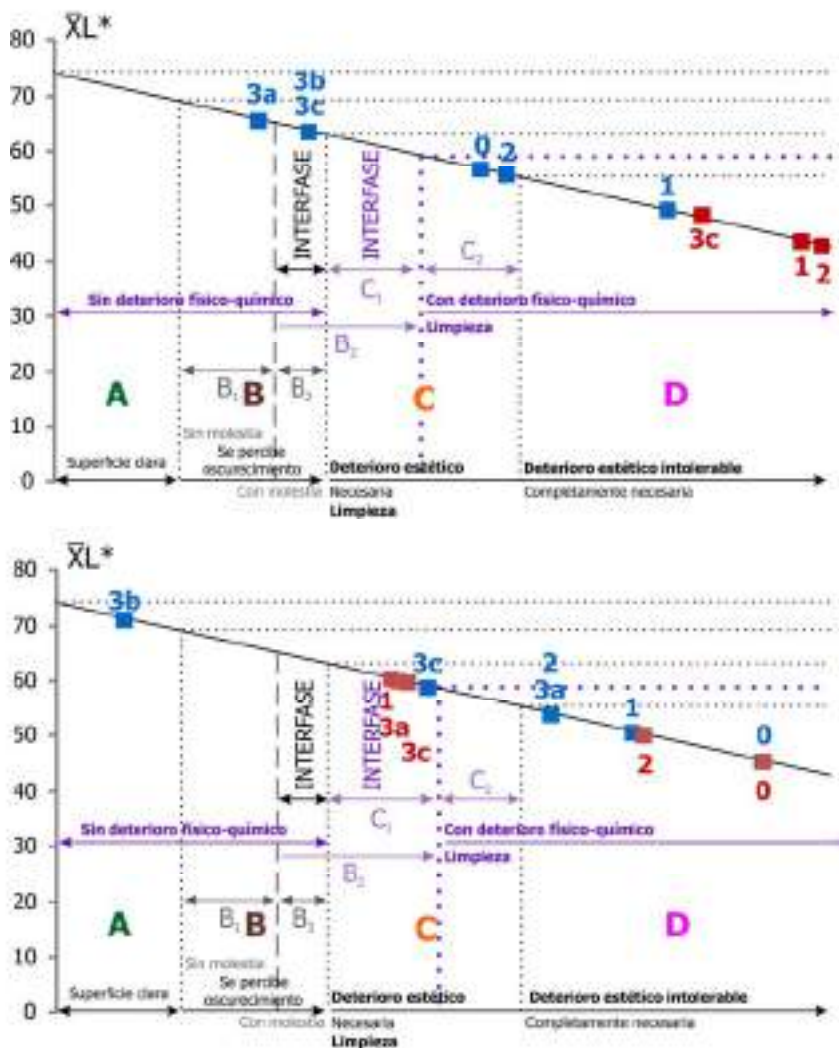 X̄L*
80
70
60
50
40
30
20
10
0
3a
3b
3c
0
2
1
3c
1
2
INTERFASE
INTERFASE
C₁
C₂
Sin deterioro físico-químico
Con deterioro físico-químico
Limpieza
B₁
B₂
A
B
C
D
Sin molestia
Superficie clara
Se percibe
oscurecimiento
Con molestia
Deterioro estético
Necesaria
Limpieza
Deterioro estético intolerable
Completamente necesaria
X̄L*
80
70
60
50
40
30
20
10
0
3b
3c
1
3a
3c
2
3a
1
2
0
0
INTERFASE
INTERFASE
C₁
Sin deterioro físico-químico
Con deterioro físico-químico
Limpieza
B₁
A
B
C
D
Sin molestia
Superficie clara
Se percibe
oscurecimiento
Con molestia
Deterioro estético
Necesaria
Limpieza
Deterioro estético intolerable
Completamente necesaria